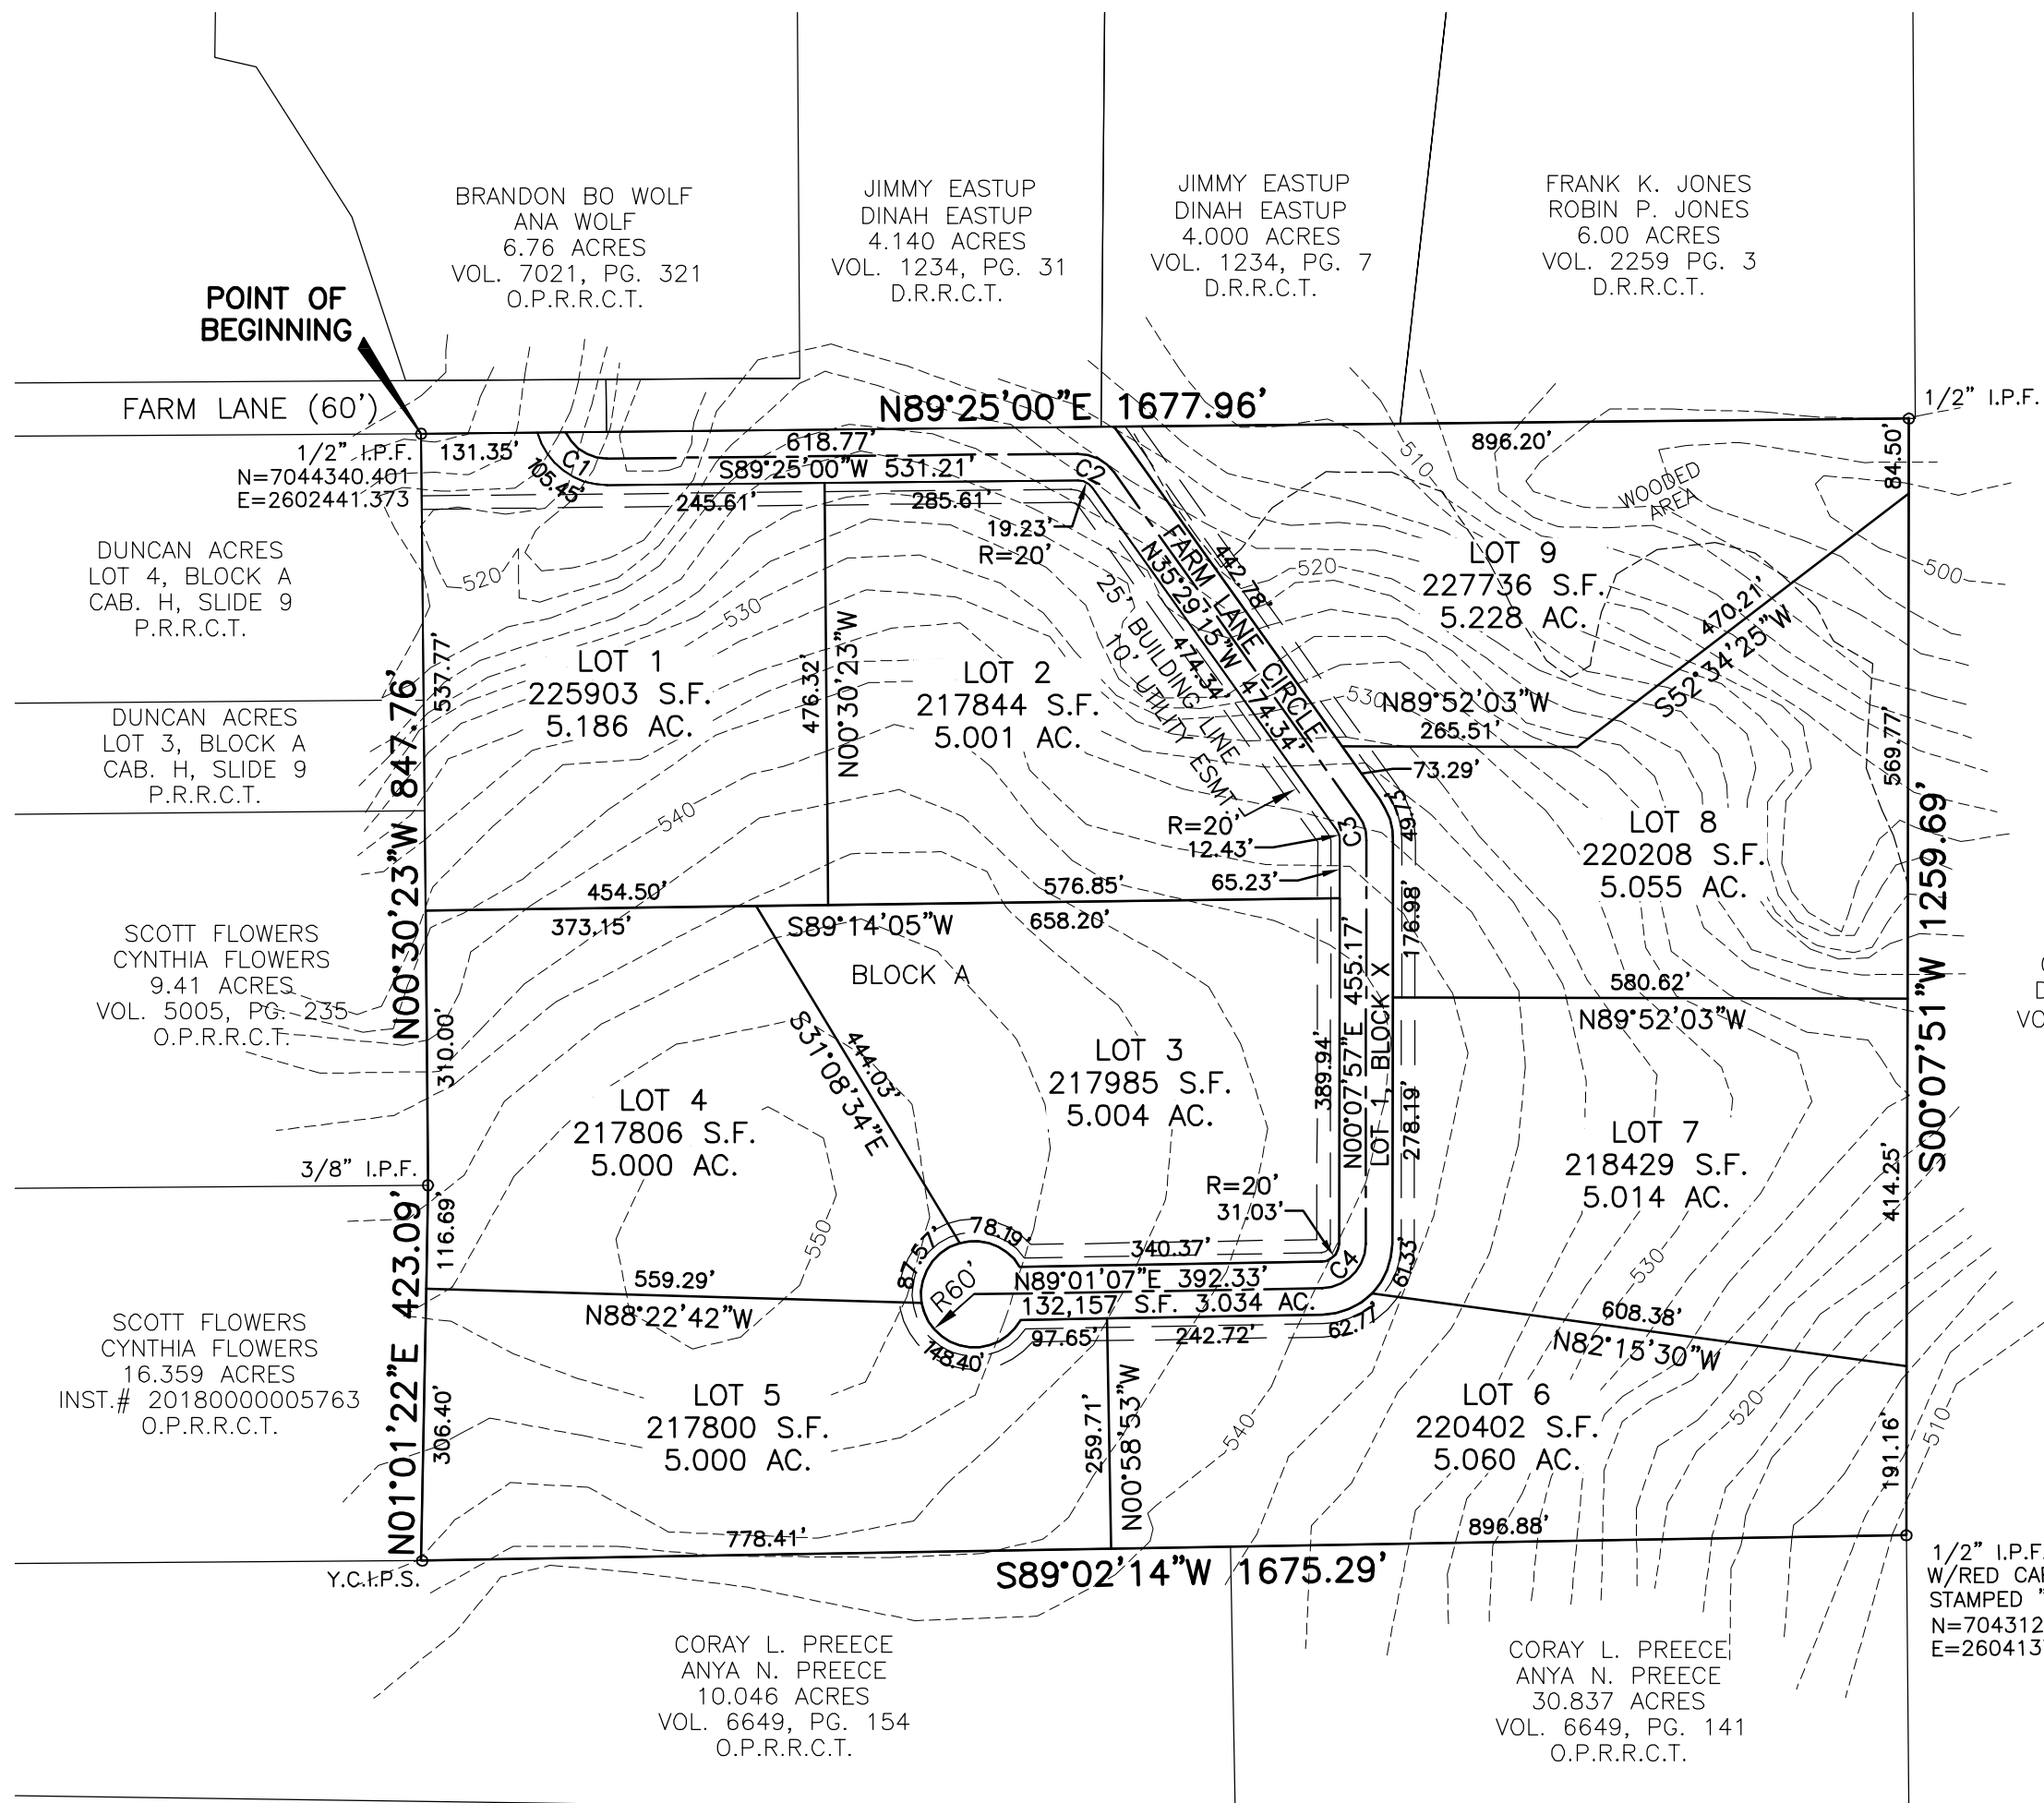 BRANDON BO WOLF
ANA WOLF
6.76 ACRES
VOL. 7021, PG. 321
O.P.R.R.C.T.
JIMMY EASTUP
DINAH EASTUP
4.140 ACRES
VOL. 1234, PG. 31
D.R.R.C.T.
JIMMY EASTUP
DINAH EASTUP
4.000 ACRES
VOL. 1234, PG. 7
D.R.R.C.T.
FRANK K. JONES
ROBIN P. JONES
6.00 ACRES
VOL. 2259 PG. 3
D.R.R.C.T.
POINT OF
BEGINNING
FARM LANE (60')
N89°25'00"E 1677.96'
1/2" I.P.F.
1/2" I.P.F.
N=7044340.401
E=2602441.373
131.35'
C1
105.45'
618.77'
S89°25'00"W 531.21'
245.61'
285.61'
C2
19.23'
R=20'
896.20'
510
WOODED
AREA
84.50'
500
DUNCAN ACRES
LOT 4, BLOCK A
CAB. H, SLIDE 9
P.R.R.C.T.
520
530
537.77'
LOT 1
225903 S.F.
5.186 AC.
476.32'
N00°30'23"W
LOT 2
217844 S.F.
5.001 AC.
25' BUILDING LINE
10' UTILITY ESMT.
474.34'
N35°29'15"W 474.34'
FARM LANE CIRCLE
442.78'
520
LOT 9
227736 S.F.
5.228 AC.
470.21'
S52°34'25"W
530
N89°52'03"W
265.51'
73.29'
569.77'
DUNCAN ACRES
LOT 3, BLOCK A
CAB. H, SLIDE 9
P.R.R.C.T.
N00°30'23"W 847.76'
540
R=20'
12.43'
C3
49.73'
65.23'
LOT 8
220208 S.F.
5.055 AC.
S00°07'51"W 1259.69'
454.50'
576.85'
373.15'
S89°14'05"W
658.20'
BLOCK A
176.98'
580.62'
N89°52'03"W
SCOTT FLOWERS
CYNTHIA FLOWERS
9.41 ACRES
VOL. 5005, PG. 235
O.P.R.R.C.T.
310.00'
S31°08'34"E
444.03'
LOT 3
217985 S.F.
5.004 AC.
389.94'
N00°07'57"E 455.17'
LOT 1, BLOCK X
278.19'
LOT 4
217806 S.F.
5.000 AC.
LOT 7
218429 S.F.
5.014 AC.
414.25'
3/8" I.P.F.
550
R=20'
31.03'
116.69'
87.57'
78.19'
340.37'
C4
61.33'
530
N89°01'07"E 392.33'
R60'
132,157 S.F. 3.034 AC.
559.29'
N88°22'42"W
148.40'
97.65'
242.72'
62.71'
608.38'
N82°15'30"W
SCOTT FLOWERS
CYNTHIA FLOWERS
16.359 ACRES
INST.# 20180000005763
O.P.R.R.C.T.
N01°01'22"E 423.09'
306.40'
LOT 5
217800 S.F.
5.000 AC.
259.71'
N00°58'53"W
540
LOT 6
220402 S.F.
5.060 AC.
520
510
191.16'
778.41'
896.88'
S89°02'14"W 1675.29'
Y.C.I.P.S.
1/2" I.P.F.
W/RED
STAMPED
N=704312
E=260413
CORAY L. PREECE
ANYA N. PREECE
10.046 ACRES
VOL. 6649, PG. 154
O.P.R.R.C.T.
CORAY L. PREECE
ANYA N. PREECE
30.837 ACRES
VOL. 6649, PG. 141
O.P.R.R.C.T.